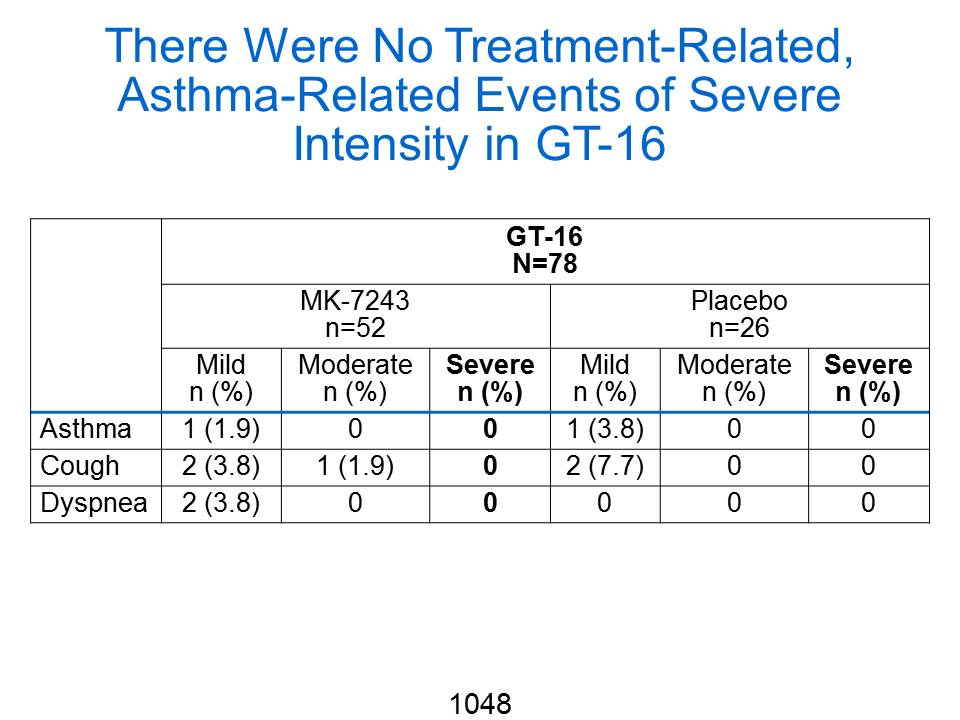 There Were No Treatment-Related,
Asthma-Related Events of Severe
Intensity in GT-16
GT-16
N=78
MK-7243 Placebo
n=52 n=26
Mild Moderate Severe Mild Moderate Severe
n (%) n (%) n (%) n (%) n (%) n (%)
Asthma 1 (1.9) 0 0 1 (3.8) 0 0
Cough 2 (3.8) 1 (1.9) 0 2 (7.7) 0 0
Dyspnea 2 (3.8) 0 0 0 0 0
1048